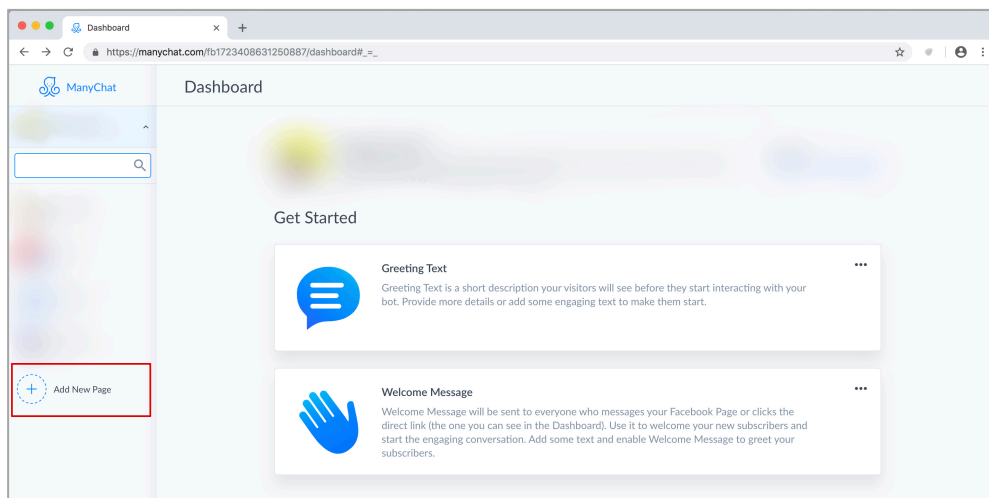 Dashboard
https://manychat.com/fb1723408631250887/dashboard#_=_
ManyChat
Dashboard
Get Started
Greeting Text
Greeting Text is a short description your visitors will see before they start interacting with your
bot. Provide more details or add some engaging text to make them start.
Add New Page
Welcome Message
Welcome Message will be sent to everyone who messages your Facebook Page or clicks the
direct link (the one you can see in the Dashboard). Use it to welcome your new subscribers and
start the engaging conversation. Add some text and enable Welcome Message to greet your
subscribers.